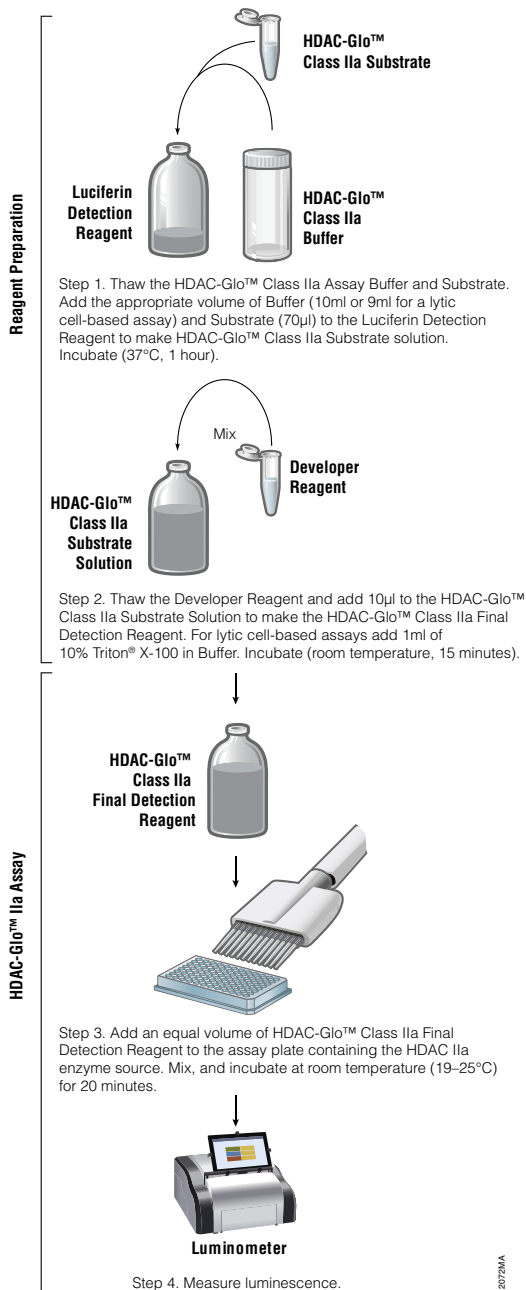 HDAC-Glo™
Class IIa Substrate
Luciferin
Detection
Reagent
HDAC-Glo™
Class IIa
Buffer
Reagent Preparation
Step 1. Thaw the HDAC-Glo™ Class IIa Assay Buffer and Substrate.
Add the appropriate volume of Buffer (10ml or 9ml for a lytic
cell-based assay) and Substrate (70µl) to the Luciferin Detection
Reagent to make HDAC-Glo™ Class IIa Substrate solution.
Incubate (37°C, 1 hour).
Mix
Developer
Reagent
HDAC-Glo™
Class IIa
Substrate
Solution
Step 2. Thaw the Developer Reagent and add 10µl to the HDAC-Glo™
Class IIa Substrate Solution to make the HDAC-Glo™ Class IIa Final
Detection Reagent. For lytic cell-based assays add 1ml of
10% Triton® X-100 in Buffer. Incubate (room temperature, 15 minutes).
HDAC-Glo™
Class IIa
Final Detection
Reagent
HDAC-Glo™ IIa Assay
Step 3. Add an equal volume of HDAC-Glo™ Class IIa Final
Detection Reagent to the assay plate containing the HDAC IIa
enzyme source. Mix, and incubate at room temperature (19–25°C)
for 20 minutes.
Luminometer
Step 4. Measure luminescence.
2072MA